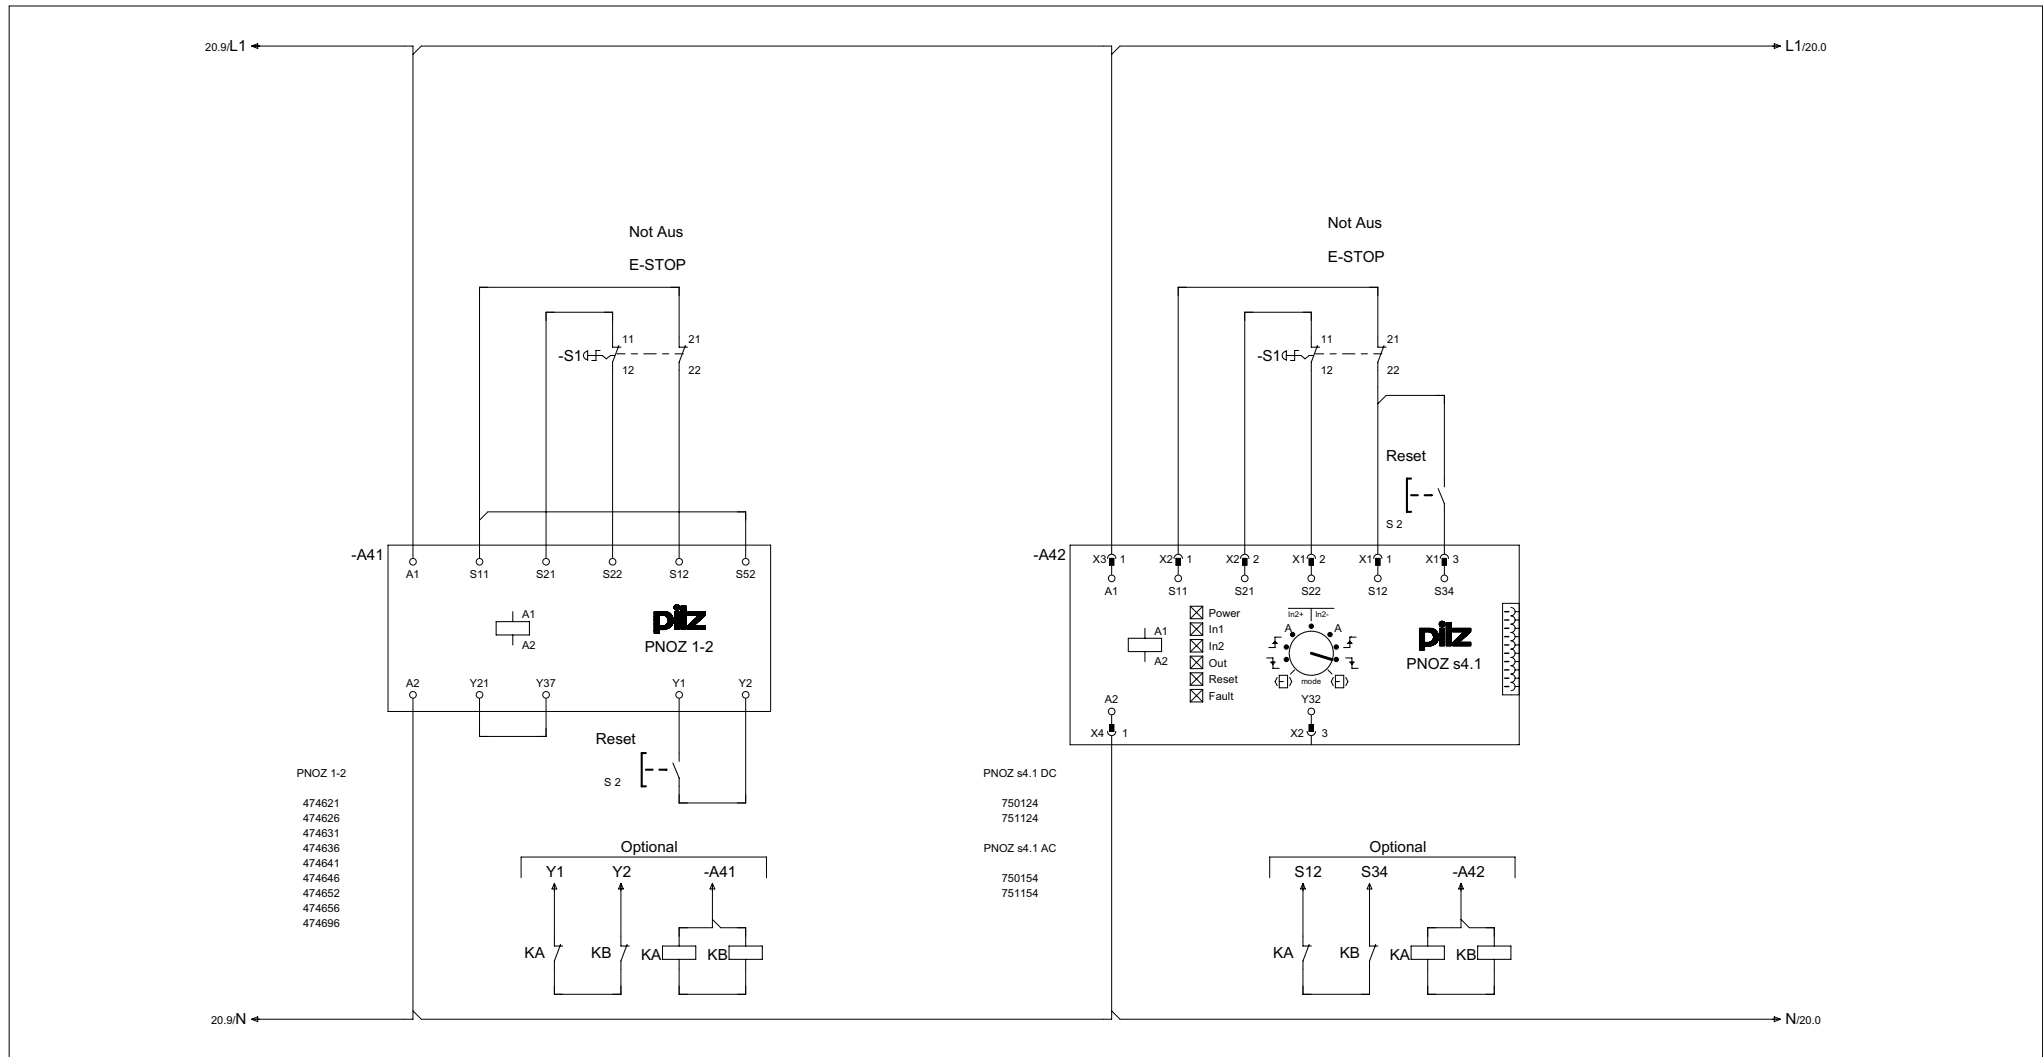 20.9/L1
L1/20.0
Not Aus
E-STOP
-S1
11
12
21
22
-A41
A1
S11
S21
S22
S12
S52
A1
A2
pilz
PNOZ 1-2
A2
Y21
Y37
Y1
Y2
Reset
S 2
PNOZ 1-2
474621
474626
474631
474636
474641
474646
474652
474656
474696
Optional
Y1
Y2
-A41
KA
KB
KA
KB
20.9/N
Not Aus
E-STOP
-S1
11
12
21
22
Reset
S 2
-A42
X3 1
X2 1
X2 2
X1 2
X1 1
X1 3
A1
S11
S21
S22
S12
S34
A1
A2
Power
In1
In2
Out
Reset
Fault
In2+
In2-
A
A
mode
pilz
PNOZ s4.1
A2
Y32
X4 1
X2 3
PNOZ s4.1 DC
750124
751124
PNOZ s4.1 AC
750154
751154
Optional
S12
S34
-A42
KA
KB
KA
KB
N/20.0